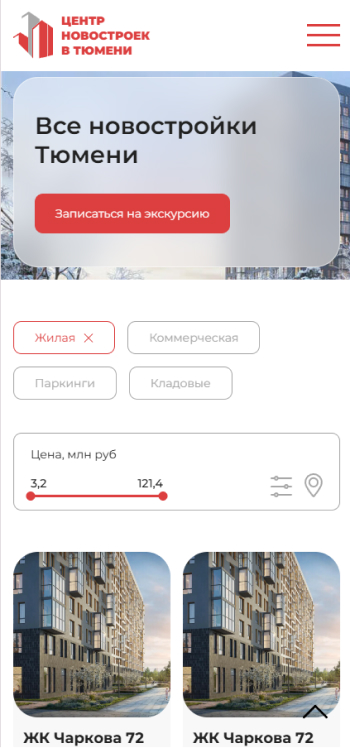 ЦЕНТР
НОВОСТРОЕК
В ТЮМЕНИ
Все новостройки
Тюмени
Записаться на экскурсию
Жилая
Коммерческая
Паркинги
Кладовые
Цена, млн руб
3,2 121,4
ЖК Чаркова 72 ЖК Чаркова 72